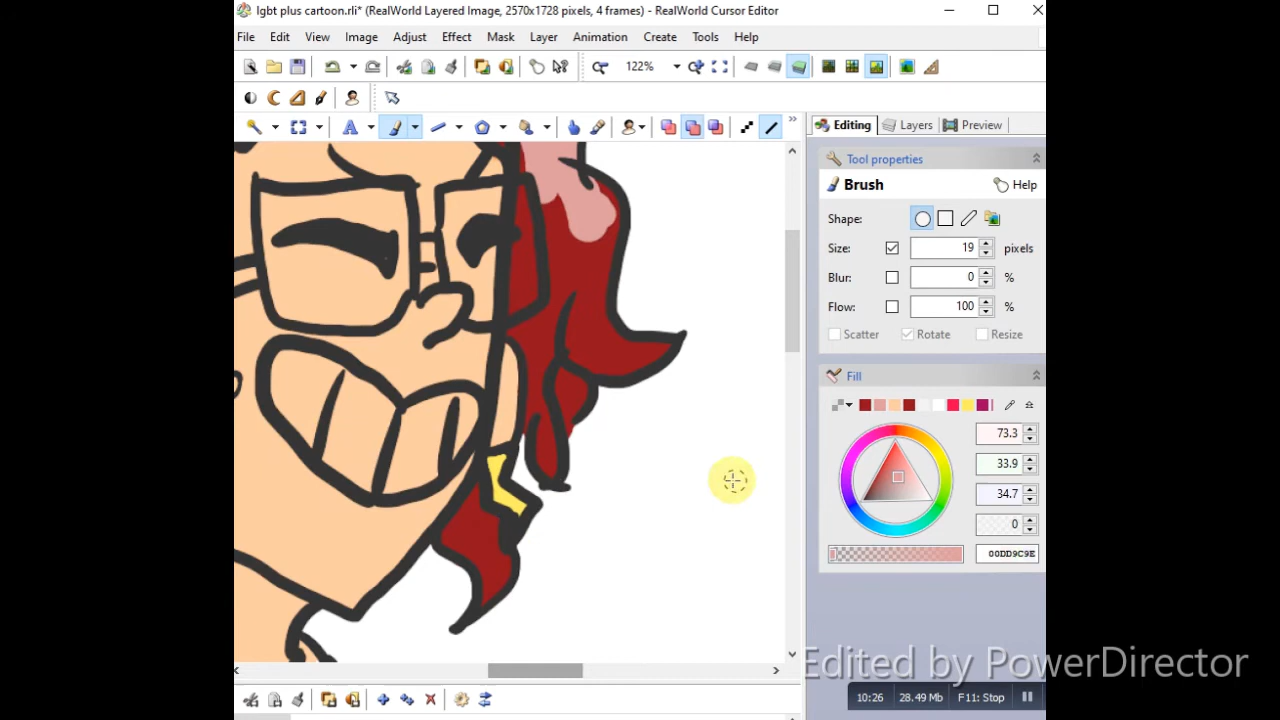 lgbt plus cartoon.rli* (RealWorld Layered Image, 2570x1728 pixels, 4 frames) - RealWorld Cursor Editor
File Edit View Image Adjust Effect Mask Layer Animation Create Tools Help
122%
Editing Layers Preview
Tool properties
Brush Help
Shape:
Size: 19 pixels
Blur: 0 %
Flow: 100 %
Scatter Rotate Resize
Fill
73.3
33.9
34.7
0
00DD9C9E
Edited by PowerDirector
10:26 28.49 Mb F11: Stop